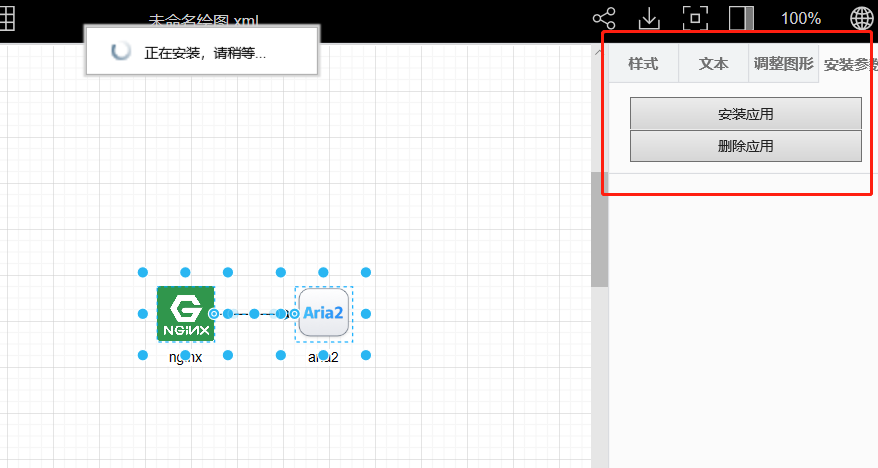 未命名绘图.xml
100%
正在安装，请稍等...
样式 文本 调整图形 安装参数
安装应用
删除应用
NGINX Aria2
nginx aria2